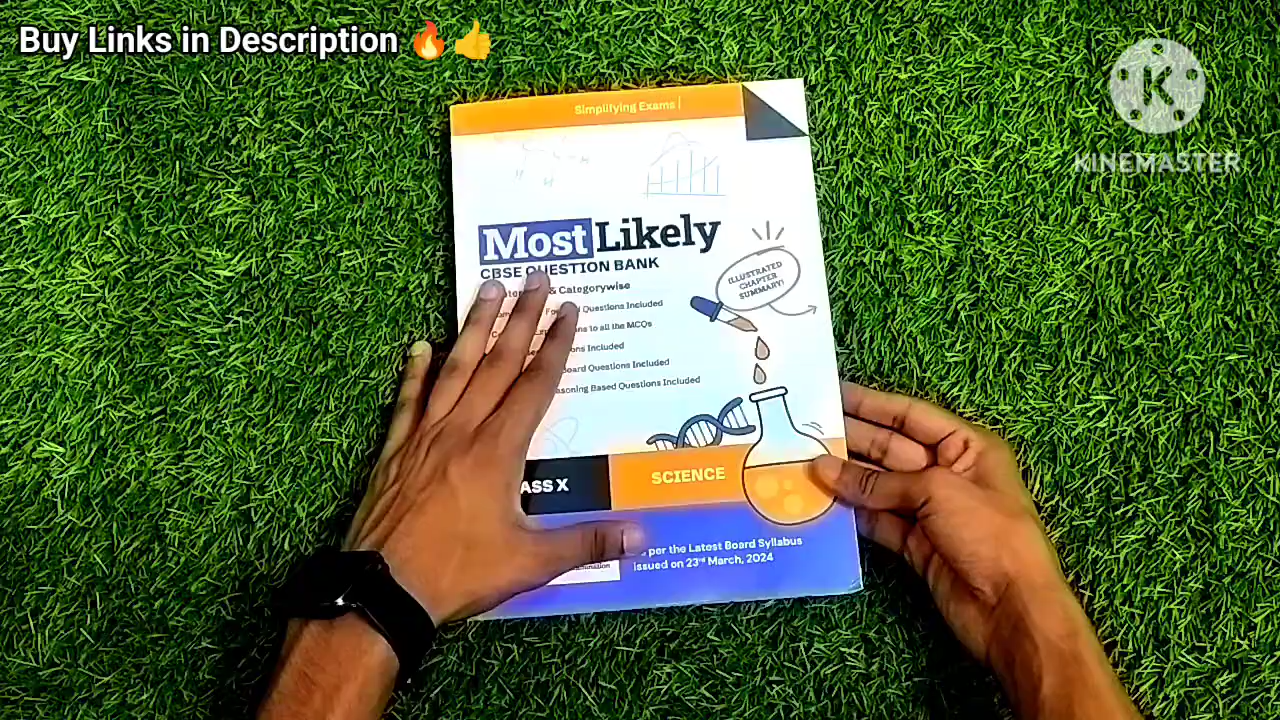 Buy Links in Description 🔥👍
KINEMASTER
Simplifying Exams |
Most Likely
CBSE QUESTION BANK
& Categorywise
Questions Included
to all the MCQs
Included
Board Questions Included
Based Questions Included
ILLUSTRATED
CHAPTER
SUMMARY!
ASS X
SCIENCE
per the Latest Board Syllabus
issued on 23rd March, 2024